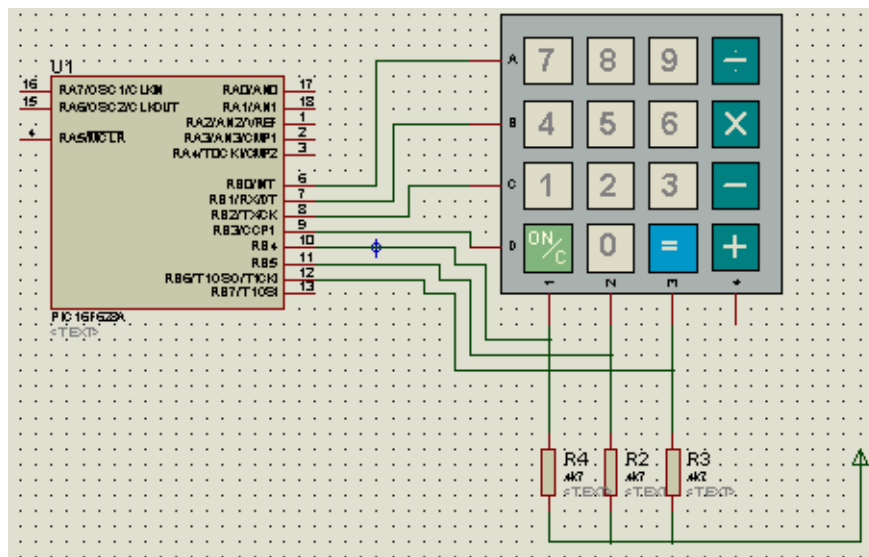 U1
16 RA7/OSC1/CLKIN RA0/AN0 17
15 RA6/OSC2/CLKOUT RA1/AN1 18
RA2/AN2/VREF 1
4 RA5/MCLR RA3/AN3/CMP1 2
RA4/T0CKI/CMP2 3
RB0/INT 6
RB1/RX/DT 7
RB2/TX/CK 8
RB3/CCP1 9
RB4 10
RB5 11
RB6/T1OSO/T1CKI 12
RB7/T1OSI 13
PIC16F628A
<TEXT>
A 7 8 9 ÷
B 4 5 6 ×
C 1 2 3 −
D ON/C 0 = +
1 2 3 4
R4 R2 R3
4k7 4k7 4k7
<TEXT> <TEXT> <TEXT>